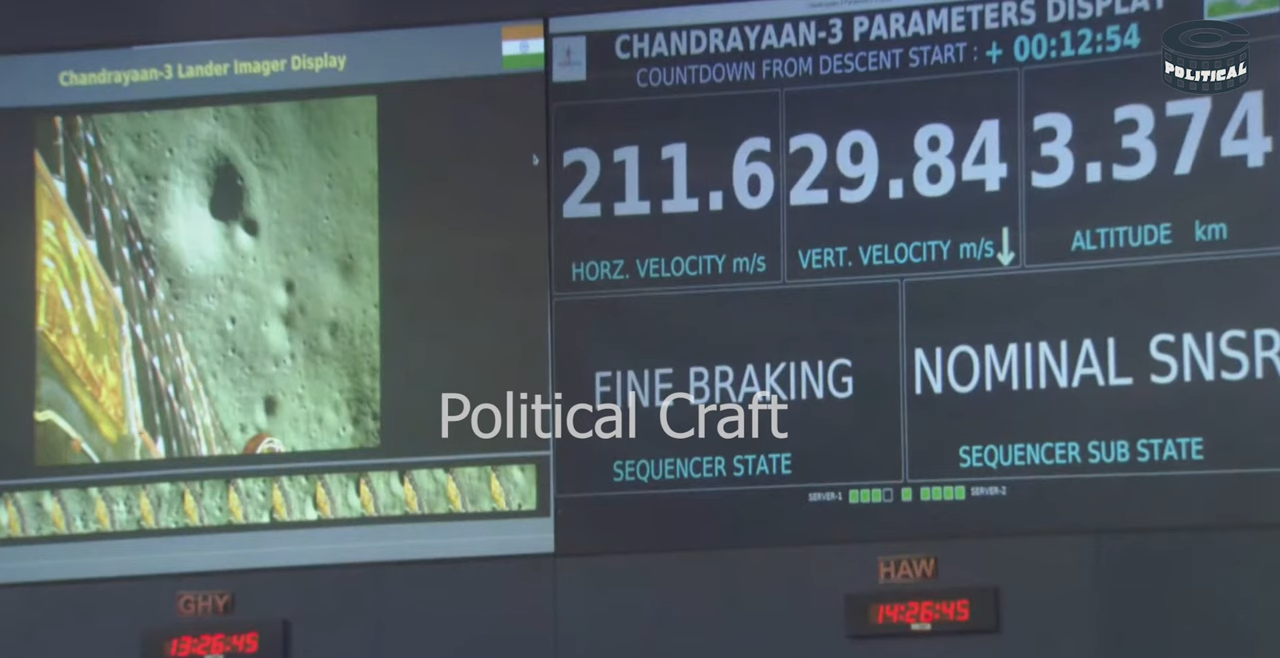 Chandrayaan-3 Lander Imager Display
CHANDRAYAAN-3 PARAMETERS DISPLAY
COUNTDOWN FROM DESCENT START : + 00:12:54
POLITICAL
211.6 29.84 3.374
HORZ. VELOCITY m/s VERT. VELOCITY m/s ALTITUDE km
FINE BRAKING NOMINAL SNSR
Political Craft
SEQUENCER STATE SEQUENCER SUB STATE
SERVER-1 SERVER-2
GHY HAW
13:26:45 14:26:45